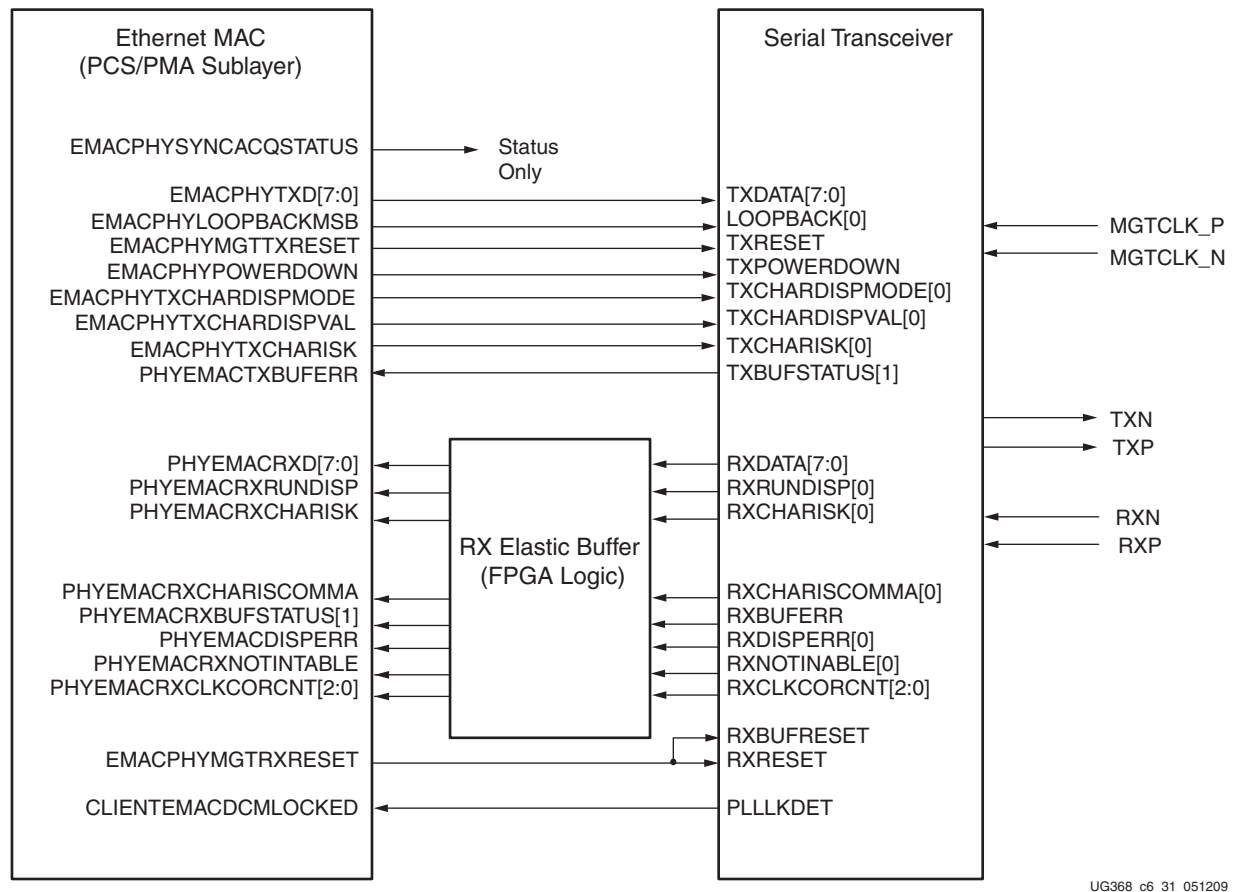 Ethernet MAC
(PCS/PMA Sublayer)
Serial Transceiver
EMACPHYSYNCACQSTATUS
Status
Only
EMACPHYTXD[7:0]
TXDATA[7:0]
EMACPHYLOOPBACKMSB
LOOPBACK[0]
MGTCLK_P
EMACPHYMGTTXRESET
TXRESET
MGTCLK_N
EMACPHYPOWERDOWN
TXPOWERDOWN
EMACPHYTXCHARDISPMODE
TXCHARDISPMODE[0]
EMACPHYTXCHARDISPVAL
TXCHARDISPVAL[0]
EMACPHYTXCHARISK
TXCHARISK[0]
PHYEMACTXBUFERR
TXBUFSTATUS[1]
TXN
TXP
PHYEMACRXD[7:0]
RXDATA[7:0]
PHYEMACRXRUNDISP
RXRUNDISP[0]
PHYEMACRXCHARISK
RXCHARISK[0]
RXN
RXP
RX Elastic Buffer
(FPGA Logic)
PHYEMACRXCHARISCOMMA
RXCHARISCOMMA[0]
PHYEMACRXBUFSTATUS[1]
RXBUFERR
PHYEMACDISPERR
RXDISPERR[0]
PHYEMACRXNOTINTABLE
RXNOTINABLE[0]
PHYEMACRXCLKCORCNT[2:0]
RXCLKCORCNT[2:0]
RXBUFRESET
EMACPHYMGTRXRESET
RXRESET
CLIENTEMACDCMLOCKED
PLLLKDET
UG368_c6_31_051209